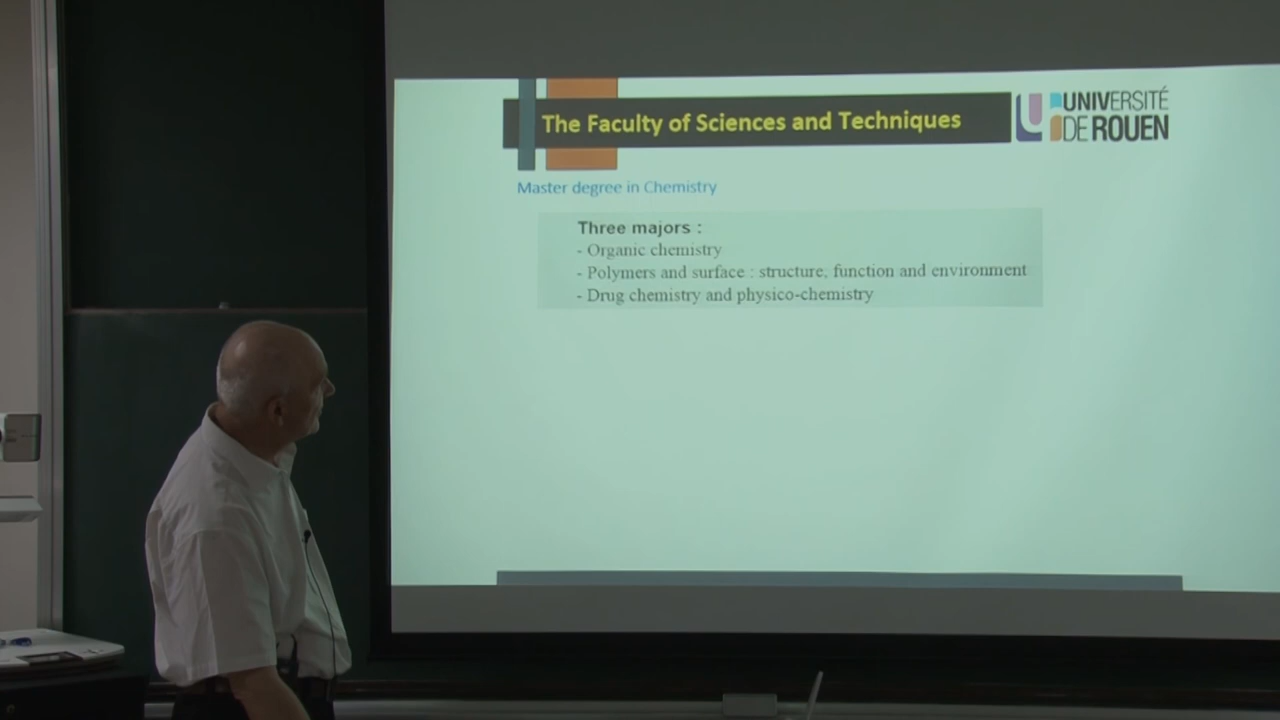 The Faculty of Sciences and Techniques
UNIVERSITÉ
DE ROUEN
Master degree in Chemistry
Three majors :
- Organic chemistry
- Polymers and surface : structure, function and environment
- Drug chemistry and physico-chemistry